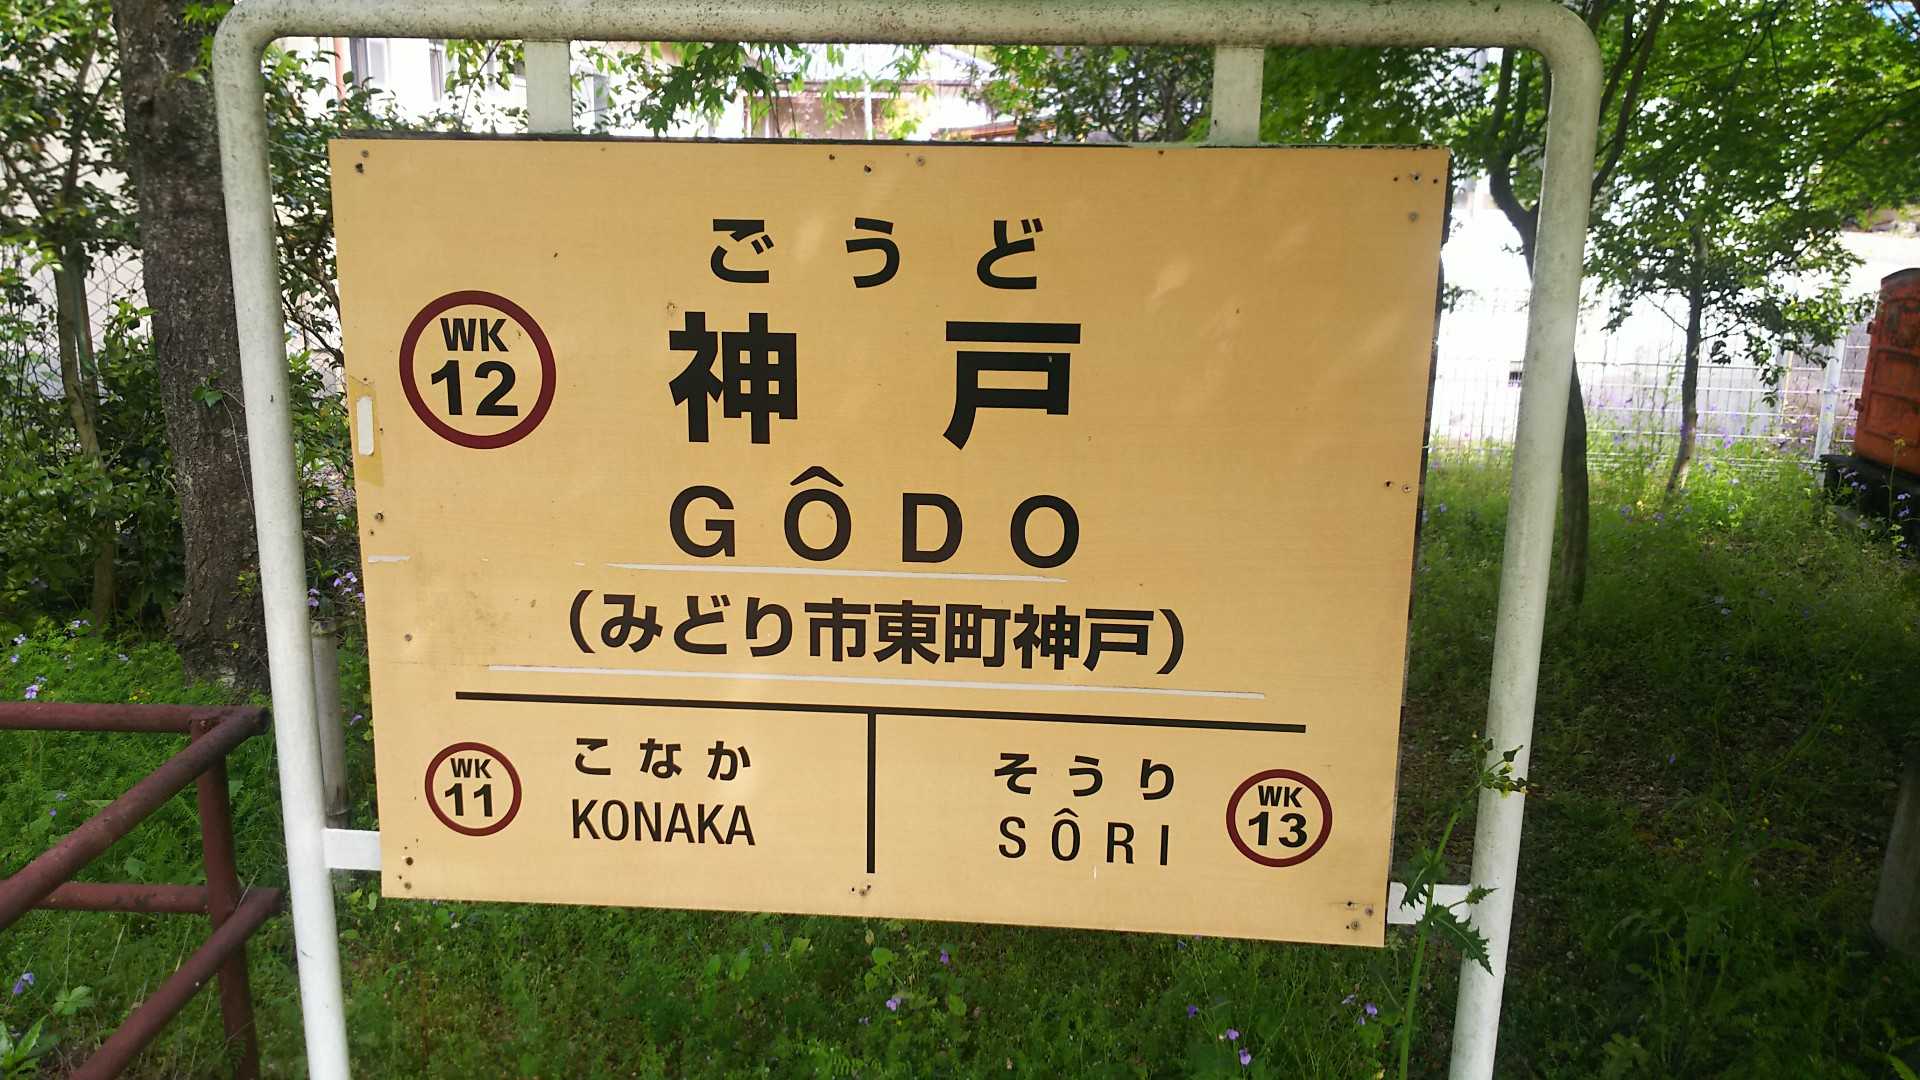 ごうど
WK
12
神戸
GÔDO
(みどり市東町神戸)
WK
11
こなか
KONAKA
そうり
SÔRI
WK
13